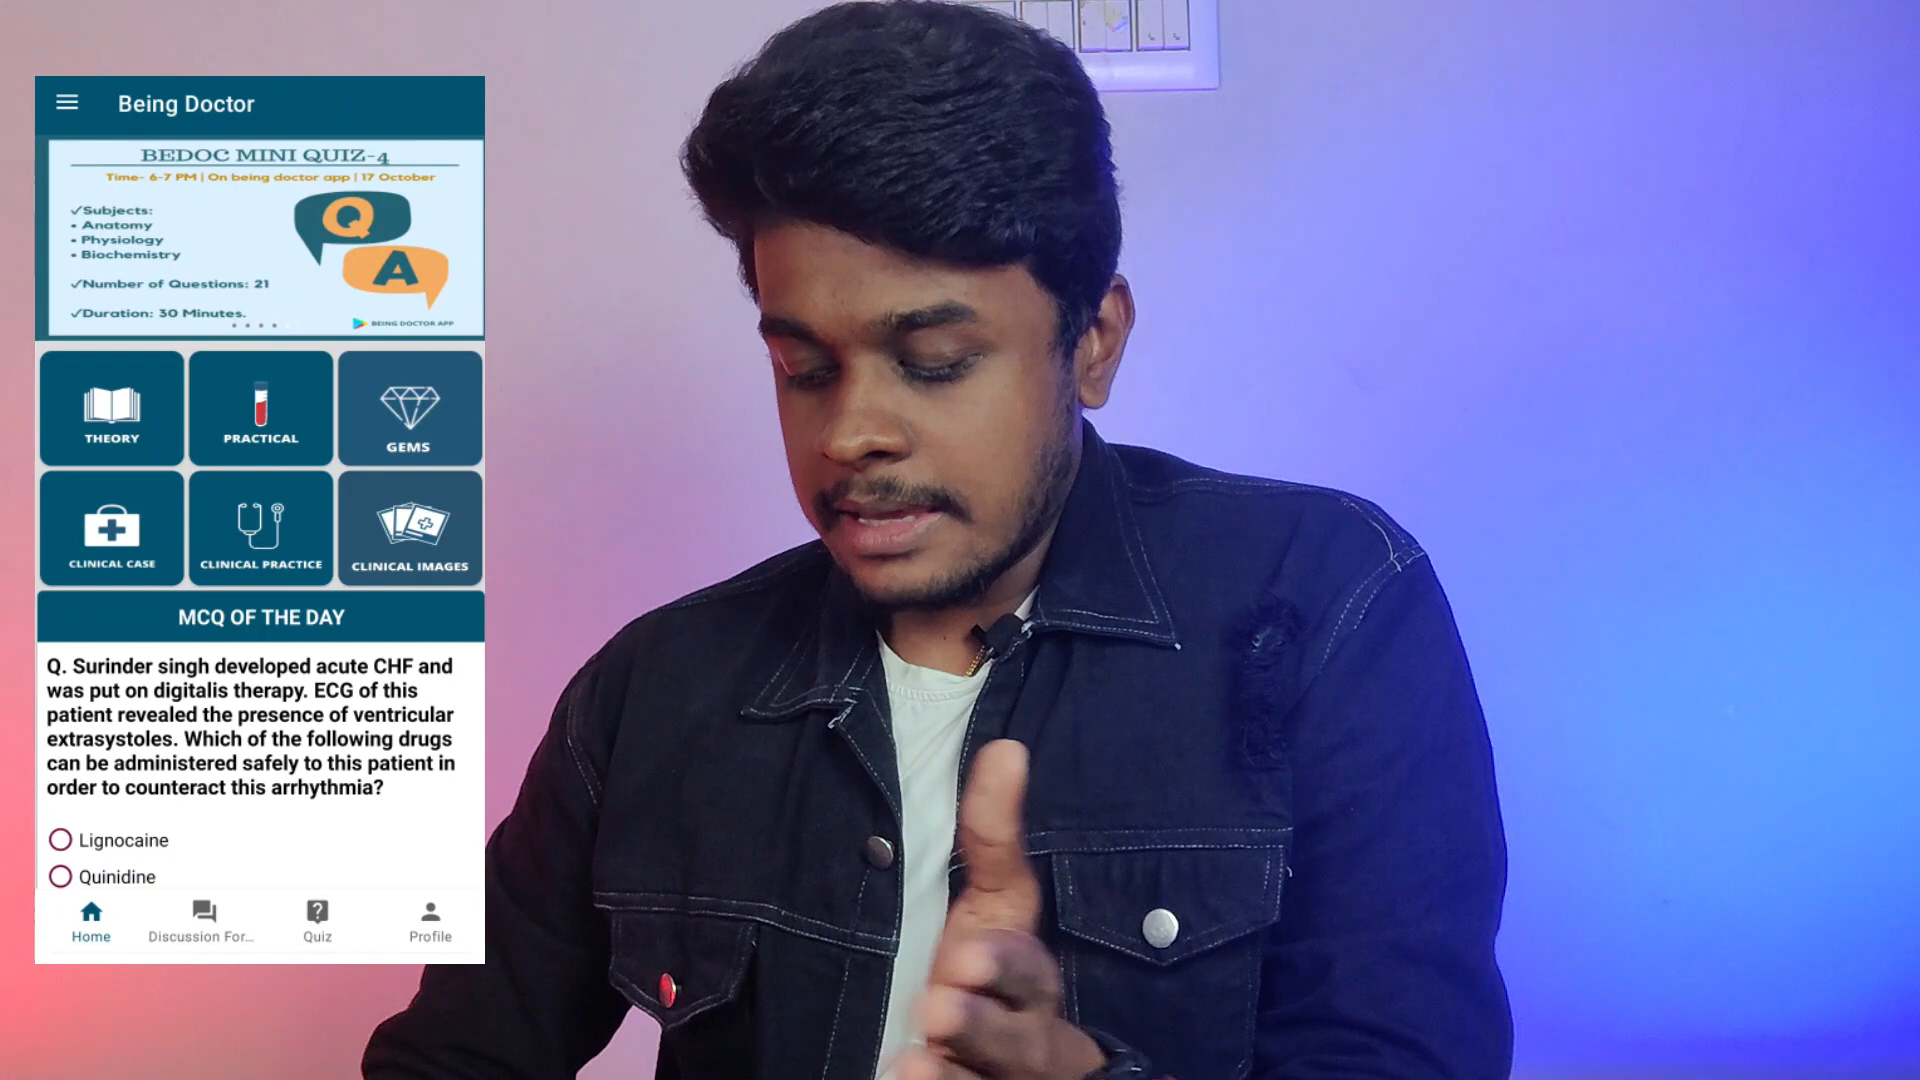 Being Doctor
BEDOC MINI QUIZ-4
Time- 6-7 PM | On being doctor app | 17 October
✓Subjects:
• Anatomy
• Physiology
• Biochemistry
✓Number of Questions: 21
✓Duration: 30 Minutes.
Q
A
BEING DOCTOR APP
THEORY
PRACTICAL
GEMS
CLINICAL CASE
CLINICAL PRACTICE
CLINICAL IMAGES
MCQ OF THE DAY
Q. Surinder singh developed acute CHF and
was put on digitalis therapy. ECG of this
patient revealed the presence of ventricular
extrasystoles. Which of the following drugs
can be administered safely to this patient in
order to counteract this arrhythmia?
Lignocaine
Quinidine
Home
Discussion For...
Quiz
Profile